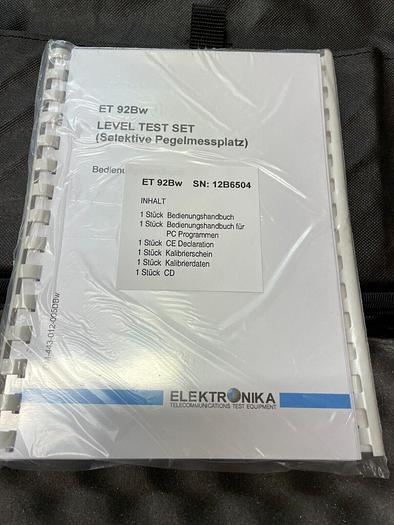 ET 92Bw
LEVEL TEST SET
(Selektive Pegelmessplatz)
ET 92Bw SN: 12B6504
INHALT
1 Stück Bedienungshandbuch
1 Stück Bedienungshandbuch für
PC Programmen
1 Stück CE Declaration
1 Stück Kalibrierschein
1 Stück Kalibrierdaten
1 Stück CD
ELEKTRONIKA
TELECOMMUNICATIONS TEST EQUIPMENT